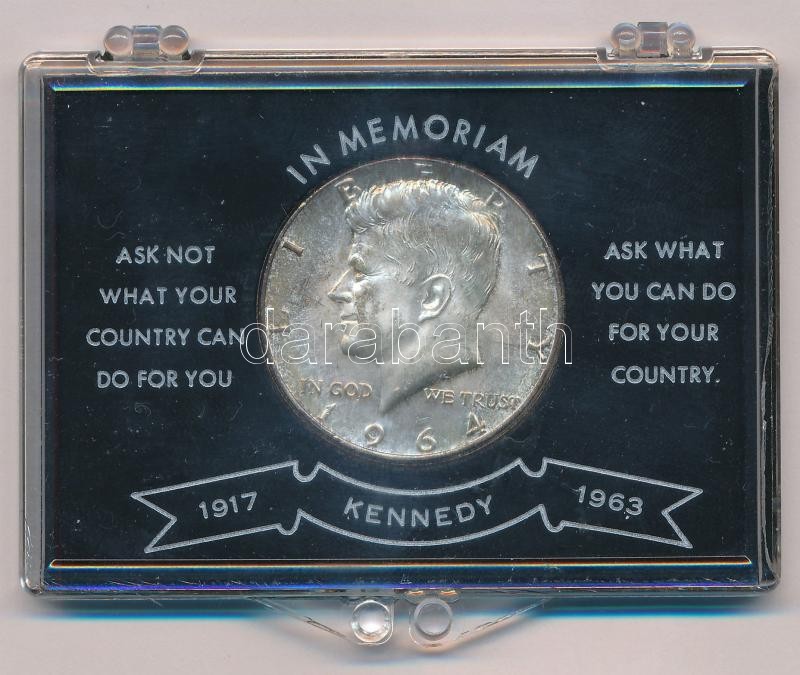 IN MEMORIAM
ASK NOT
WHAT YOUR
COUNTRY CAN
DO FOR YOU
LIBERTY
IN GOD WE TRUST
1964
ASK WHAT
YOU CAN DO
FOR YOUR
COUNTRY.
1917 KENNEDY 1963
darabanth